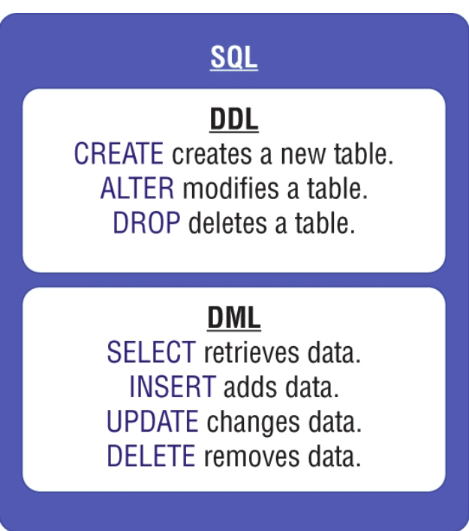 SQL
DDL
CREATE creates a new table.
ALTER modifies a table.
DROP deletes a table.
DML
SELECT retrieves data.
INSERT adds data.
UPDATE changes data.
DELETE removes data.